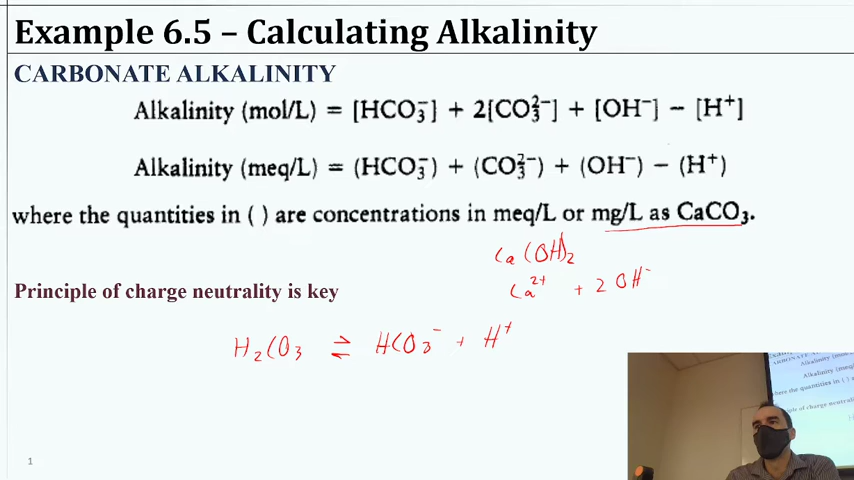 Example 6.5 – Calculating Alkalinity
CARBONATE ALKALINITY
Alkalinity (mol/L) = [HCO₃⁻] + 2[CO₃²⁻] + [OH⁻] − [H⁺]
Alkalinity (meq/L) = (HCO₃⁻) + (CO₃²⁻) + (OH⁻) − (H⁺)
where the quantities in ( ) are concentrations in meq/L or mg/L as CaCO₃.
Ca(OH)₂
Ca²⁺ + 2OH⁻
Principle of charge neutrality is key
H₂CO₃ ⇌ HCO₃⁻ + H⁺
1